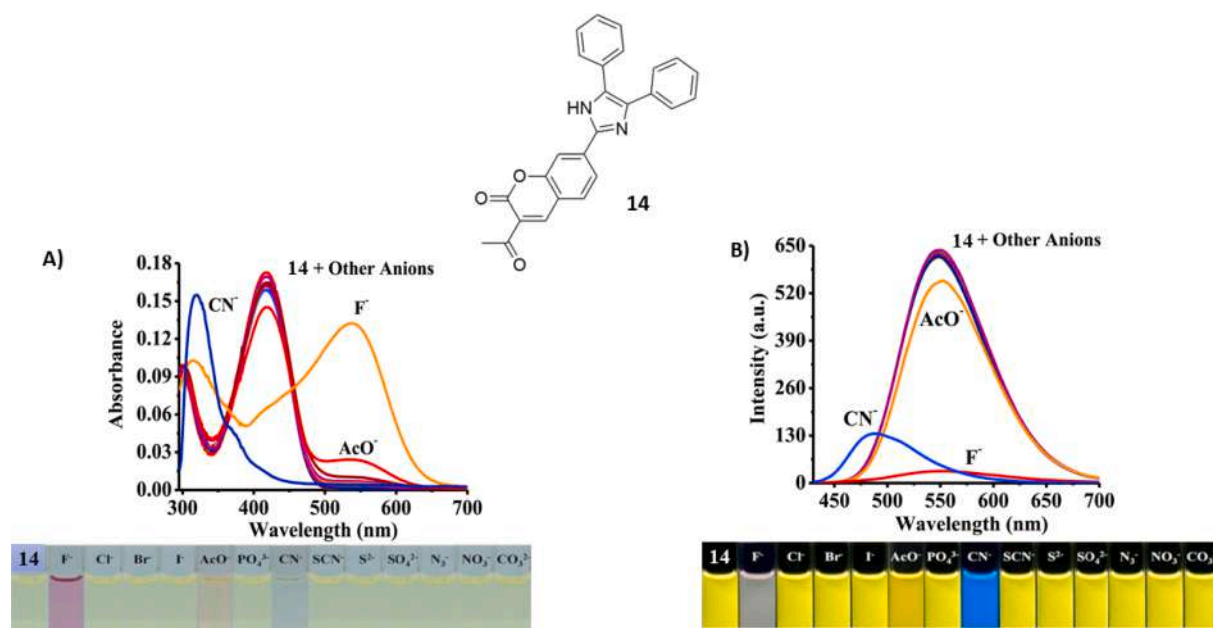 HN
N
O
O
O
14
A)
14 + Other Anions
CN⁻
F⁻
AcO⁻
Absorbance
0.18
0.15
0.12
0.09
0.06
0.03
0.00
300 400 500 600 700
Wavelength (nm)
14 F⁻ Cl⁻ Br⁻ I⁻ AcO⁻ PO₄³⁻ CN⁻ SCN⁻ S²⁻ SO₄²⁻ N₃⁻ NO₃⁻ CO₃²⁻
B)
14 + Other Anions
AcO⁻
CN⁻
F⁻
Intensity (a.u.)
650
520
390
260
130
0
450 500 550 600 650 700
Wavelength (nm)
14 F⁻ Cl⁻ Br⁻ I⁻ AcO⁻ PO₄³⁻ CN⁻ SCN⁻ S²⁻ SO₄²⁻ N₃⁻ NO₃⁻ CO₃